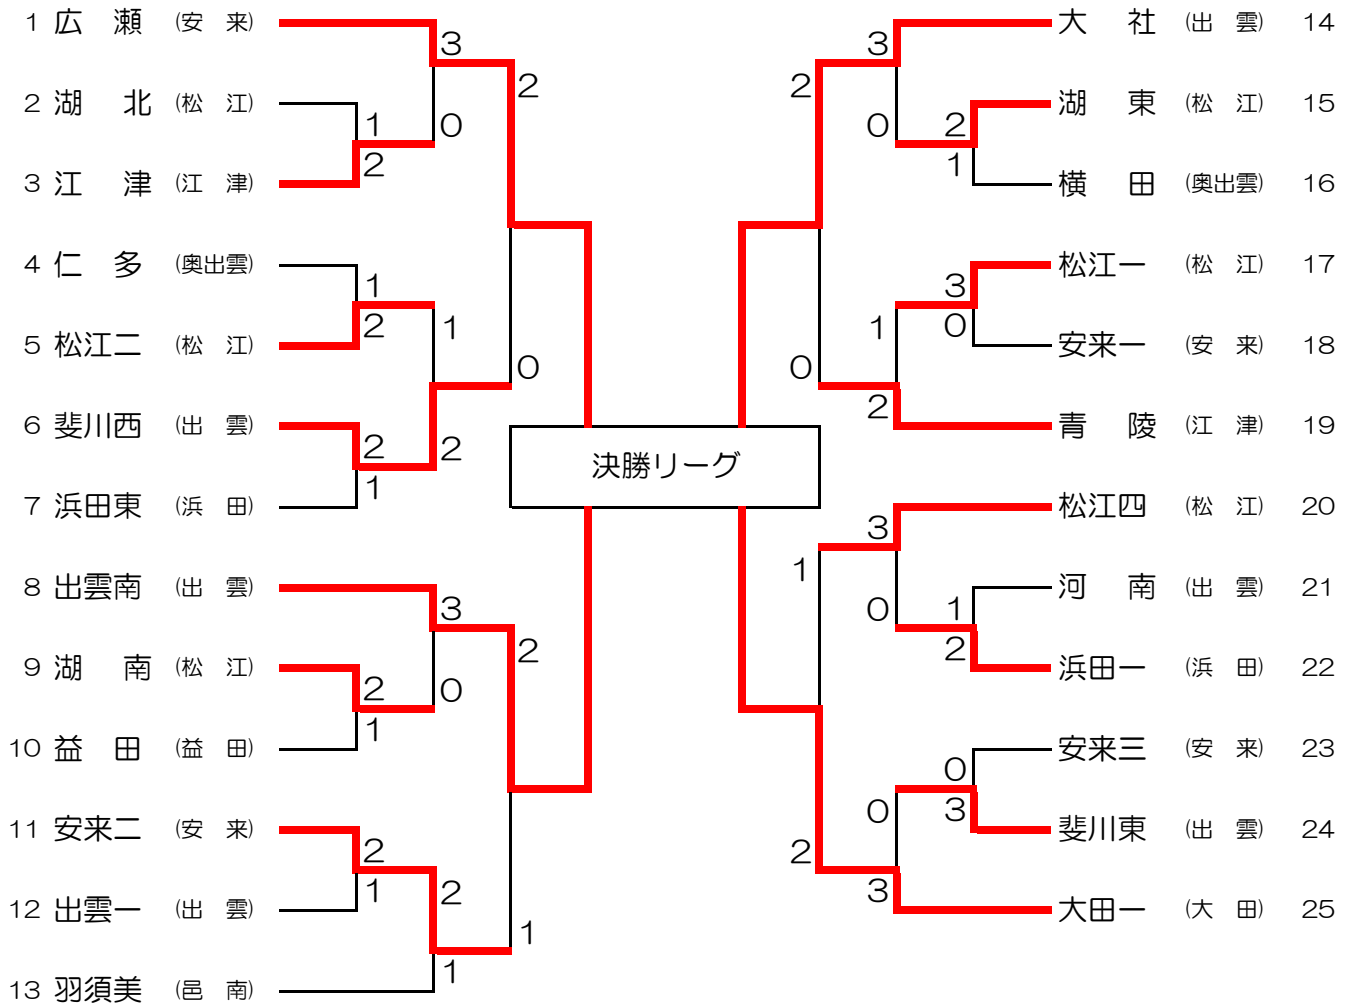 1 広 瀬 (安 来)
3
0
2
2 湖 北 (松 江)
1
2
3 江 津 (江 津)
4 仁 多 (奥出雲)
1
2
1
5 松江二 (松 江)
0
6 斐川西 (出 雲)
2
1
2
7 浜田東 (浜 田)
8 出雲南 (出 雲)
3
0
2
9 湖 南 (松 江)
2
1
10 益 田 (益 田)
11 安来二 (安 来)
2
1
2
12 出雲一 (出 雲)
1
1
13 羽須美 (邑 南)
決勝リーグ
大 社 (出 雲) 14
3
2
0
湖 東 (松 江) 15
2
1
横 田 (奥出雲) 16
松江一 (松 江) 17
3
0
1
安来一 (安 来) 18
0
2
青 陵 (江 津) 19
松江四 (松 江) 20
3
1
0
河 南 (出 雲) 21
1
2
浜田一 (浜 田) 22
安来三 (安 来) 23
0
3
0
斐川東 (出 雲) 24
2
3
大田一 (大 田) 25